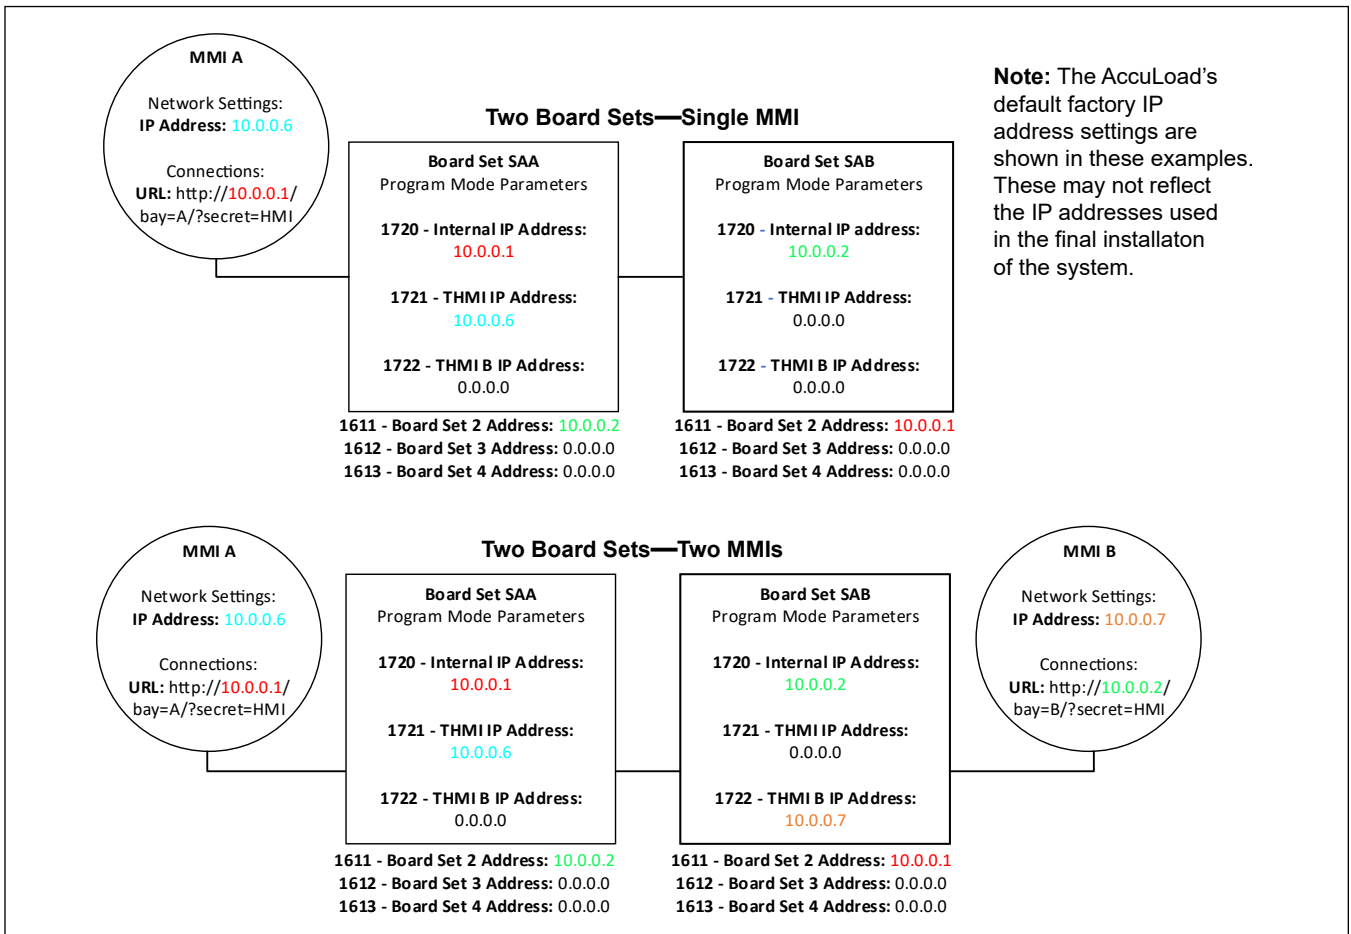 MMI A
Network Settings:
IP Address: 10.0.0.6
Connections:
URL: http://10.0.0.1/
bay=A/?secret=HMI
Two Board Sets—Single MMI
Board Set SAA
Program Mode Parameters
1720 - Internal IP Address:
10.0.0.1
1721 - THMI IP Address:
10.0.0.6
1722 - THMI B IP Address:
0.0.0.0
1611 - Board Set 2 Address: 10.0.0.2
1612 - Board Set 3 Address: 0.0.0.0
1613 - Board Set 4 Address: 0.0.0.0
Board Set SAB
Program Mode Parameters
1720 - Internal IP address:
10.0.0.2
1721 - THMI IP Address:
0.0.0.0
1722 - THMI B IP Address:
0.0.0.0
1611 - Board Set 2 Address: 10.0.0.1
1612 - Board Set 3 Address: 0.0.0.0
1613 - Board Set 4 Address: 0.0.0.0
Note: The AccuLoad's
default factory IP
address settings are
shown in these examples.
These may not reflect
the IP addresses used
in the final installaton
of the system.
MMI A
Network Settings:
IP Address: 10.0.0.6
Connections:
URL: http://10.0.0.1/
bay=A/?secret=HMI
Two Board Sets—Two MMIs
Board Set SAA
Program Mode Parameters
1720 - Internal IP Address:
10.0.0.1
1721 - THMI IP Address:
10.0.0.6
1722 - THMI B IP Address:
0.0.0.0
1611 - Board Set 2 Address: 10.0.0.2
1612 - Board Set 3 Address: 0.0.0.0
1613 - Board Set 4 Address: 0.0.0.0
Board Set SAB
Program Mode Parameters
1720 - Internal IP Address:
10.0.0.2
1721 - THMI IP Address:
0.0.0.0
1722 - THMI B IP Address:
10.0.0.7
1611 - Board Set 2 Address: 10.0.0.1
1612 - Board Set 3 Address: 0.0.0.0
1613 - Board Set 4 Address: 0.0.0.0
MMI B
Network Settings:
IP Address: 10.0.0.7
Connections:
URL: http://10.0.0.2/
bay=B/?secret=HMI